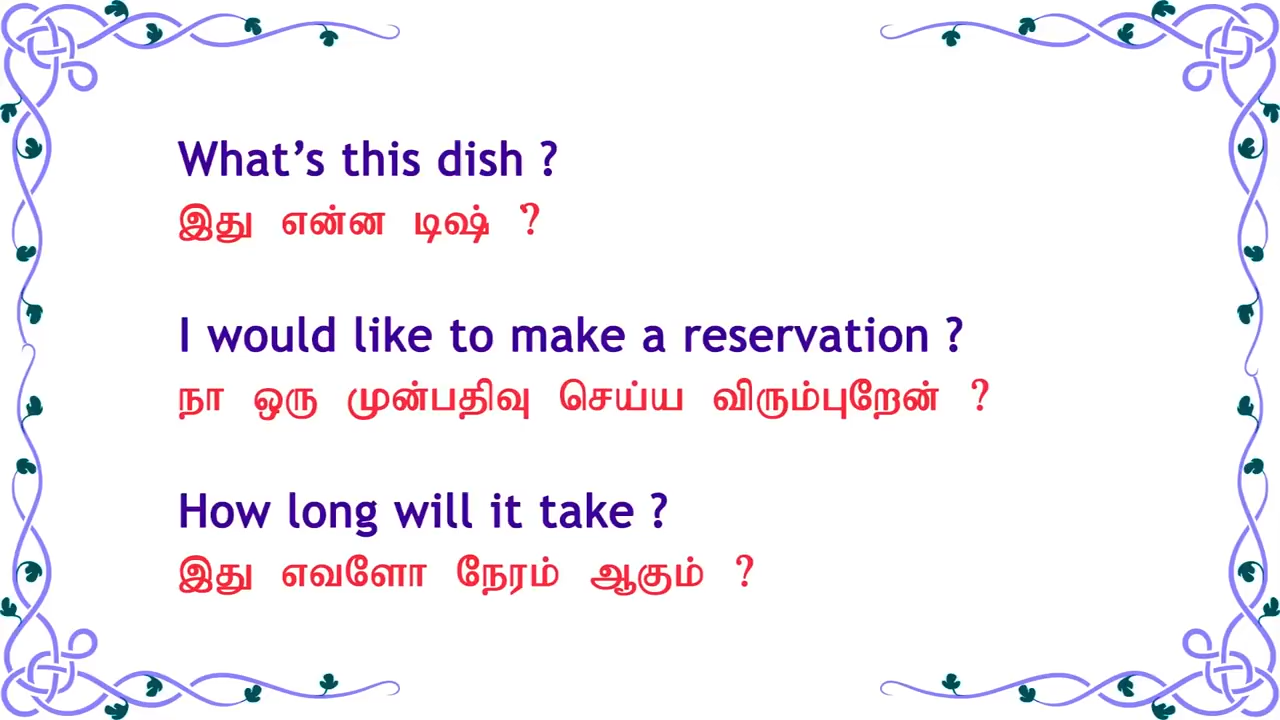 What's this dish ?
இது என்ன டிஷ் ?
I would like to make a reservation ?
நா ஒரு முன்பதிவு செய்ய விரும்புறேன் ?
How long will it take ?
இது எவளோ நேரம் ஆகும் ?